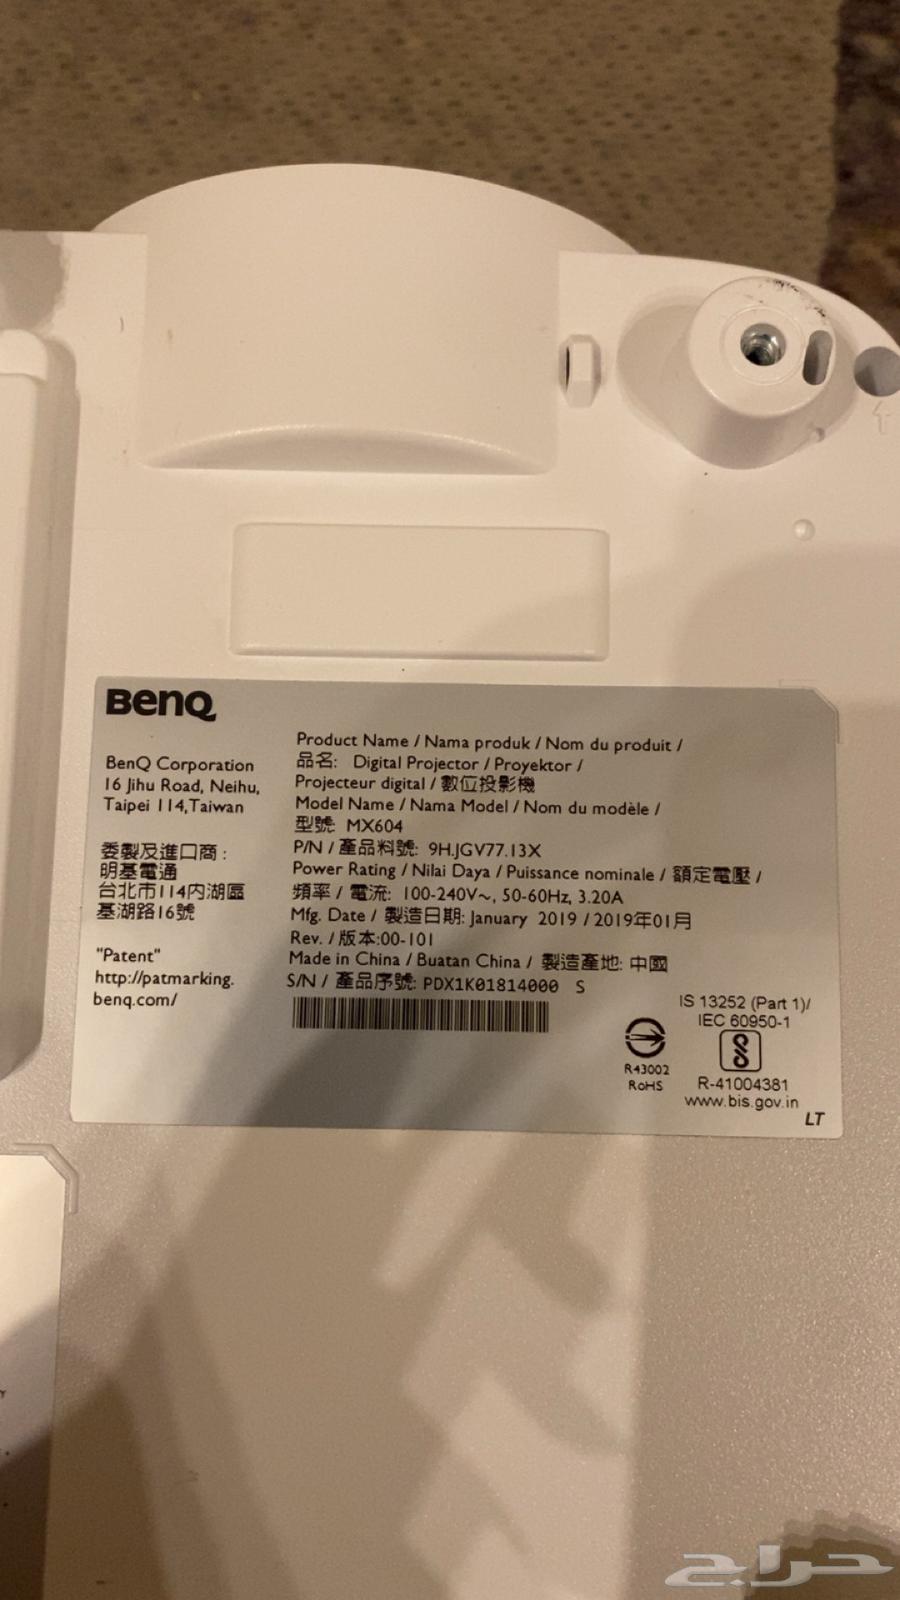 BenQ
BenQ Corporation
16 Jihu Road, Neihu,
Taipei 114,Taiwan
委製及進口商 :
明基電通
台北市114內湖區
基湖路16號
"Patent"
http://patmarking.
benq.com/
Product Name / Nama produk / Nom du produit /
品名: Digital Projector / Proyektor /
Projecteur digital / 數位投影機
Model Name / Nama Model / Nom du modèle /
型號: MX604
P/N / 產品料號: 9H.JGV77.13X
Power Rating / Nilai Daya / Puissance nominale / 額定電壓 /
頻率 / 電流: 100-240V~, 50-60Hz, 3.20A
Mfg. Date / 製造日期: January 2019 / 2019年01月
Rev. / 版本:00-101
Made in China / Buatan China / 製造產地: 中國
S/N / 產品序號: PDX1K01814000 S
IS 13252 (Part 1)/
IEC 60950-1
R43002
RoHS
R-41004381
www.bis.gov.in
LT
حراج